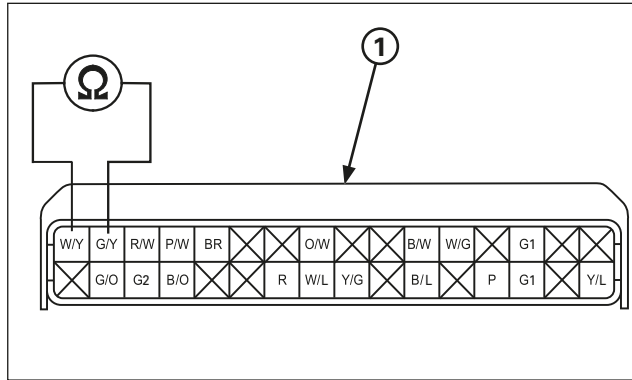 Ω
1
W/Y G/Y R/W P/W BR O/W B/W W/G G1
G/O G2 B/O R W/L Y/G B/L P G1 Y/L